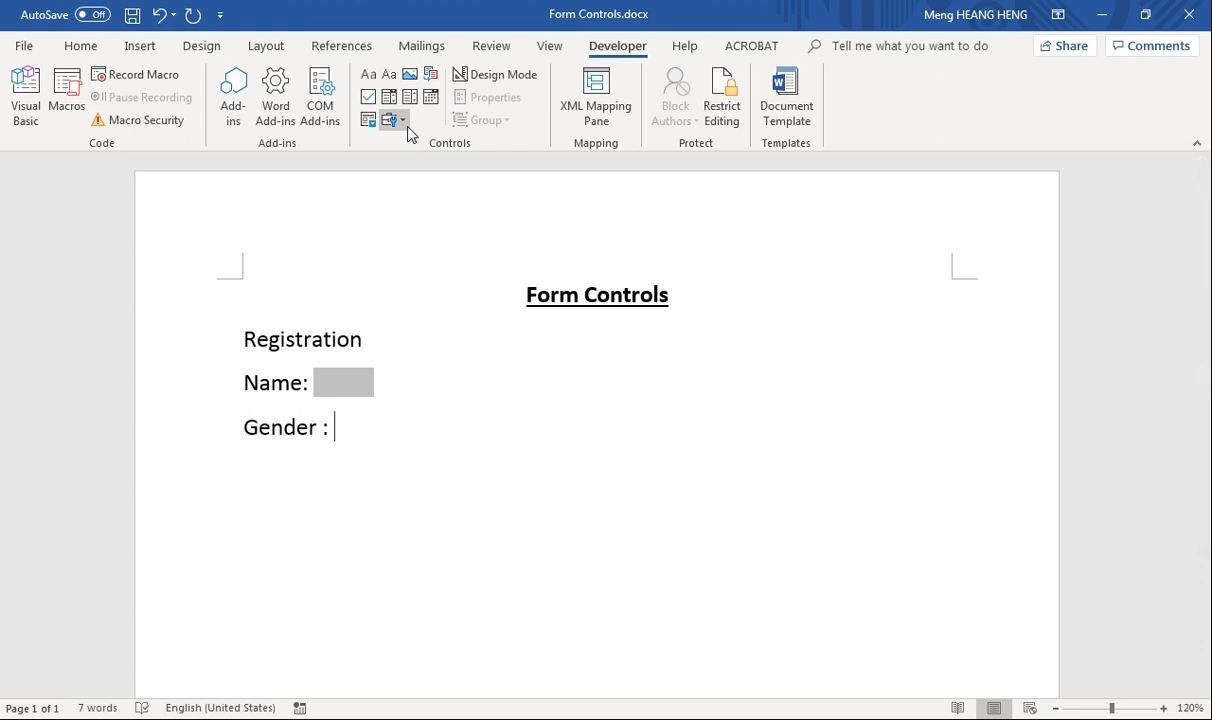 AutoSave Off Form Controls.docx Meng HEANG HENG
File Home Insert Design Layout References Mailings Review View Developer Help ACROBAT Tell me what you want to do Share Comments
Visual Basic
Macros
Record Macro
Pause Recording
Macro Security
Code
Add-ins
Word Add-ins
COM Add-ins
Add-ins
Aa Aa
Design Mode
Properties
Group
Controls
XML Mapping Pane
Mapping
Block Authors
Restrict Editing
Protect
Document Template
Templates
Form Controls
Registration
Name:
Gender :
Page 1 of 1 7 words English (United States) 120%